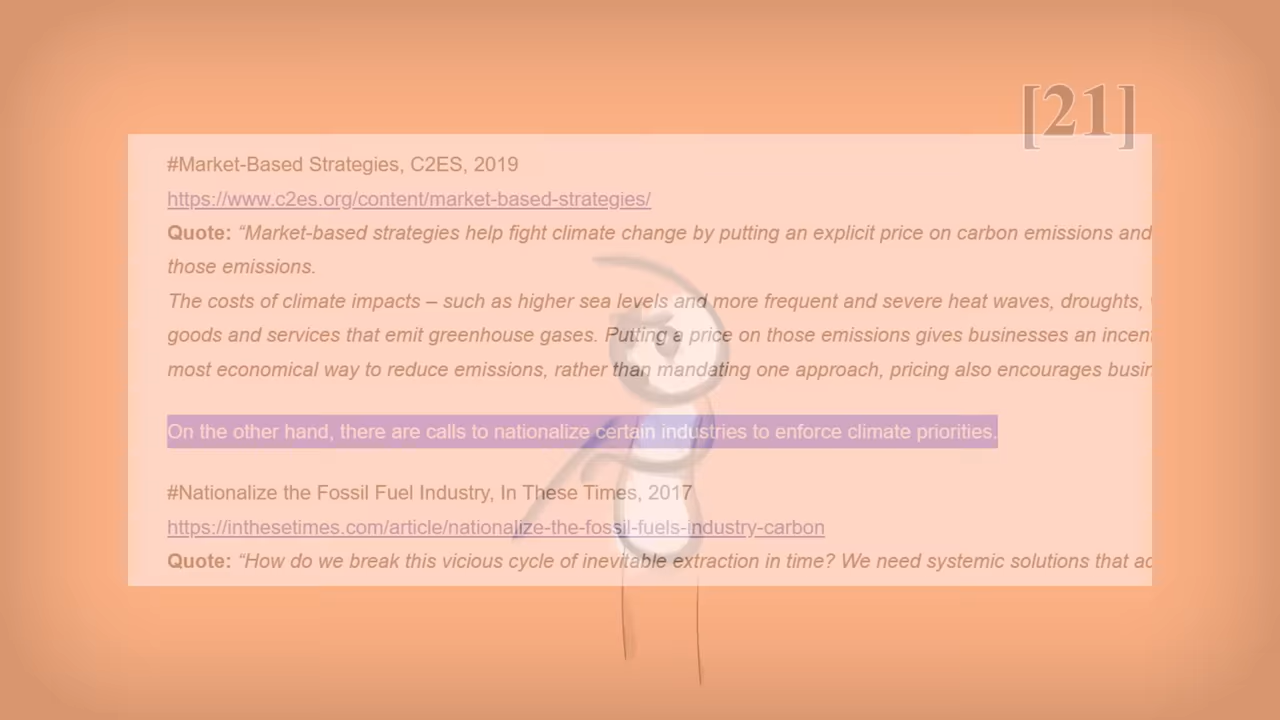 [21]
#Market-Based Strategies, C2ES, 2019
https://www.c2es.org/content/market-based-strategies/
Quote: “Market-based strategies help fight climate change by putting an explicit price on carbon emissions and
those emissions.
The costs of climate impacts – such as higher sea levels and more frequent and severe heat waves, droughts,
goods and services that emit greenhouse gases. Putting a price on those emissions gives businesses an
most economical way to reduce emissions, rather than mandating one approach, pricing also encourages
On the other hand, there are calls to nationalize certain industries to enforce climate priorities.
#Nationalize the Fossil Fuel Industry, In These Times, 2017
https://inthesetimes.com/article/nationalize-the-fossil-fuels-industry-carbon
Quote: “How do we break this vicious cycle of inevitable extraction in time? We need systemic solutions that